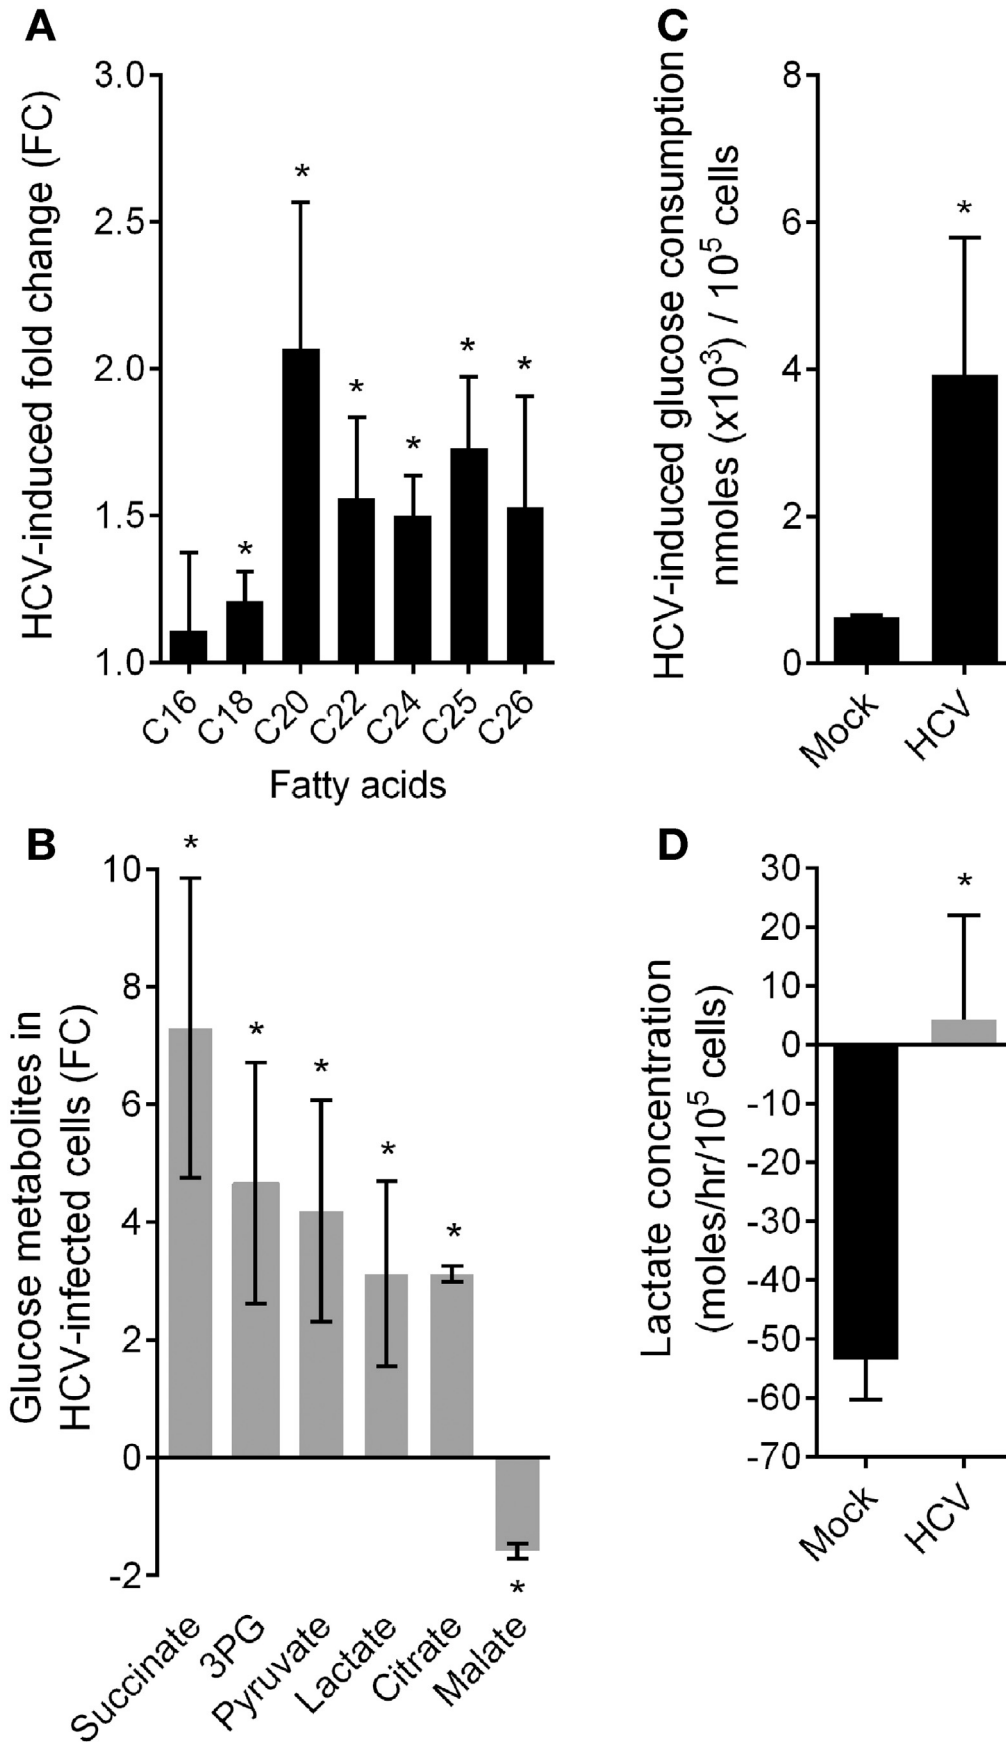 A
HCV-induced fold change (FC)
3.0
2.5
2.0
1.5
1.0
*
*
*
*
*
*
C16
C18
C20
C22
C24
C25
C26
Fatty acids
C
HCV-induced glucose consumption
nmoles (x10³) / 10⁵ cells
8
6
4
2
0
*
Mock
HCV
B
Glucose metabolites in
HCV-infected cells (FC)
10
8
6
4
2
0
-2
*
*
*
*
*
*
Succinate
3PG
Pyruvate
Lactate
Citrate
Malate
D
Lactate concentration
(moles/hr/10⁵ cells)
30
20
10
0
-10
-20
-30
-40
-50
-60
-70
*
Mock
HCV